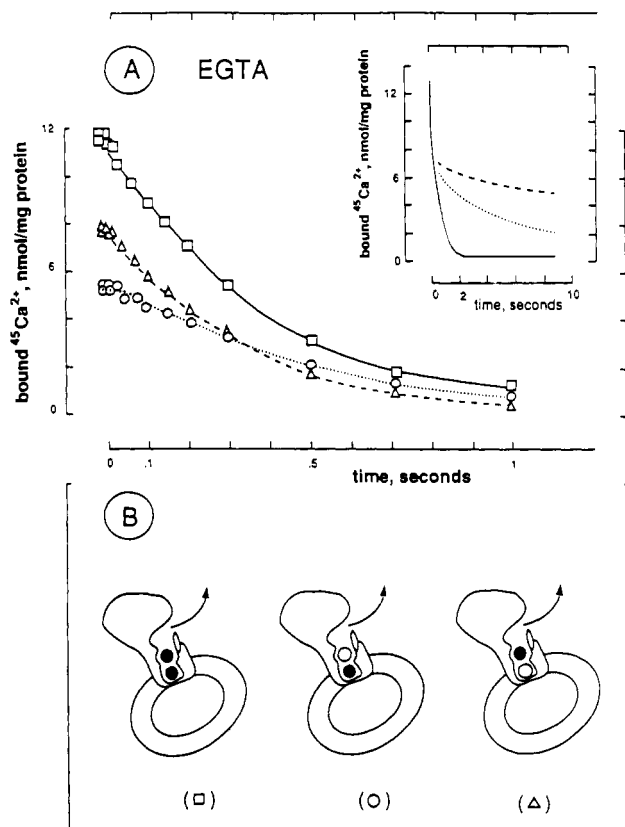 A EGTA
bound ⁴⁵Ca²⁺, nmol/mg protein
12
6
0
0 .1 .5 1
time, seconds
bound ⁴⁵Ca²⁺, nmol/mg protein
12
6
0
0 2 10
time, seconds
B
(□) (○) (△)